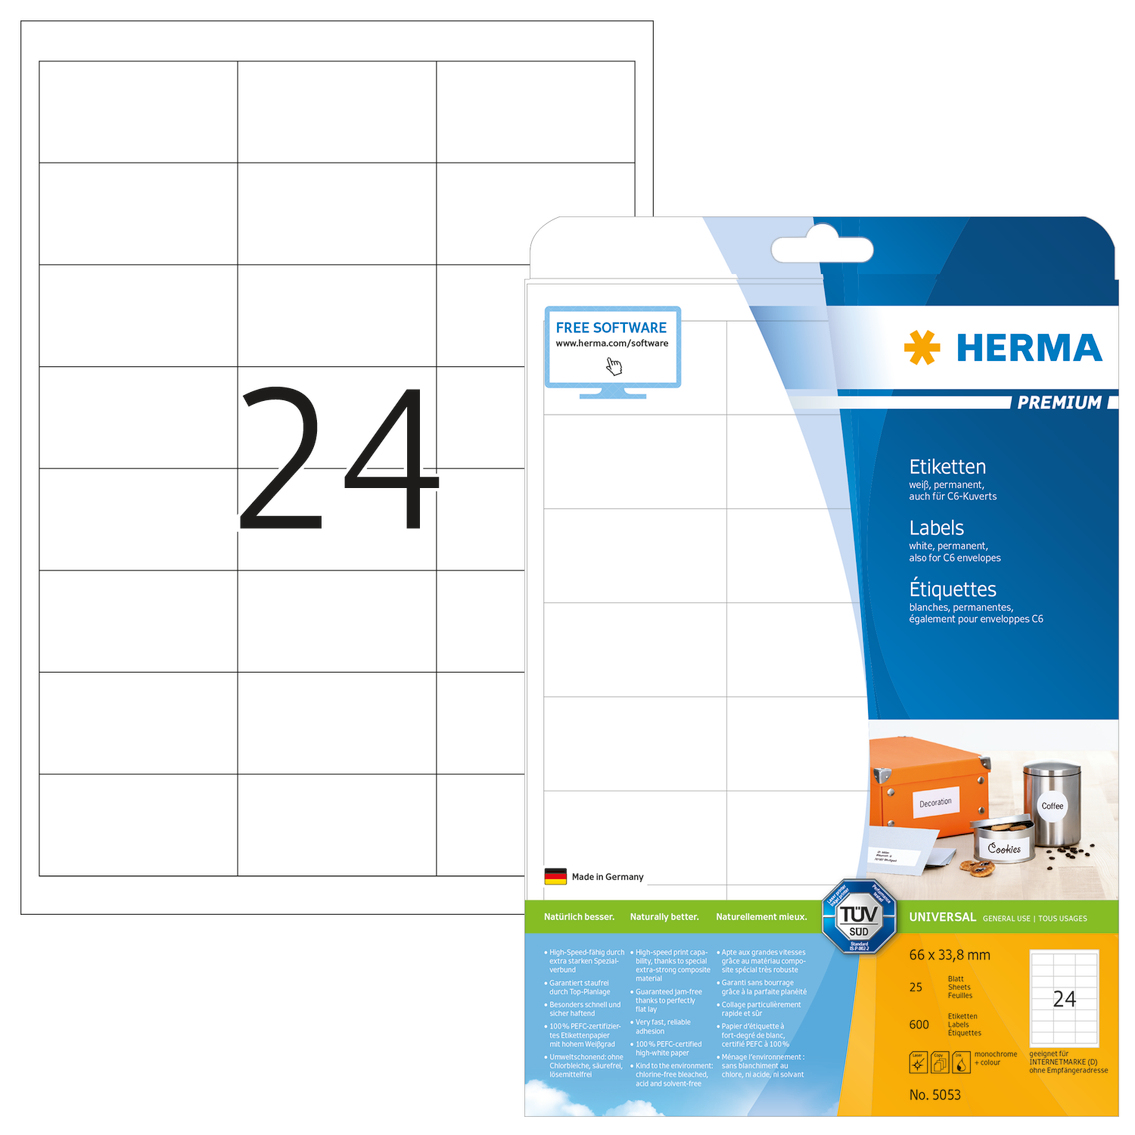 24
FREE SOFTWARE
www.herma.com/software
HERMA
PREMIUM
Etiketten
weiß, permanent,
auch für C6-Kuverts
Labels
white, permanent,
also for C6 envelopes
Étiquettes
blanches, permanentes,
également pour enveloppes C6
Decoration
Coffee
Cookies
Made in Germany
Natürlich besser.
Naturally better.
Naturellement mieux.
TÜV
SÜD
UNIVERSAL GENERAL USE | TOUS USAGES
• High-Speed-fähig durch
extra starken Spezial-
verbund
• Garantiert staufrei
durch Top-Planlage
• Besonders schnell und
sicher haftend
• 100 % PEFC-zertifizier-
tes Etikettenpapier
mit hohem Weißgrad
• Umweltschonend: ohne
Chlorbleiche, säurefrei,
lösemittelfrei
• High-speed print capa-
bility, thanks to special
extra-strong composite
material
• Guaranteed jam-free
thanks to perfectly
flat lay
• Very fast, reliable
adhesion
• 100 % PEFC-certified
high-white paper
• Kind to the environment:
chlorine-free bleached,
acid and solvent-free
• Apte aux grandes vitesses
grâce au matériau compo-
site spécial très robuste
• Garanti sans bourrage
grâce à la parfaite planéité
• Collage particulièrement
rapide et sûr
• Papier d'étiquette à
fort-degré de blanc,
certifié PEFC à 100 %
• Ménage l'environnement :
sans blanchiment au
chlore, ni acide, ni solvant
66 x 33,8 mm
25
Blatt
Sheets
Feuilles
600
Etiketten
Labels
Étiquettes
24
Laser
Copy
Ink
monochrome
+ colour
geeignet für
INTERNETMARKE (D)
ohne Empfängeradresse
No. 5053